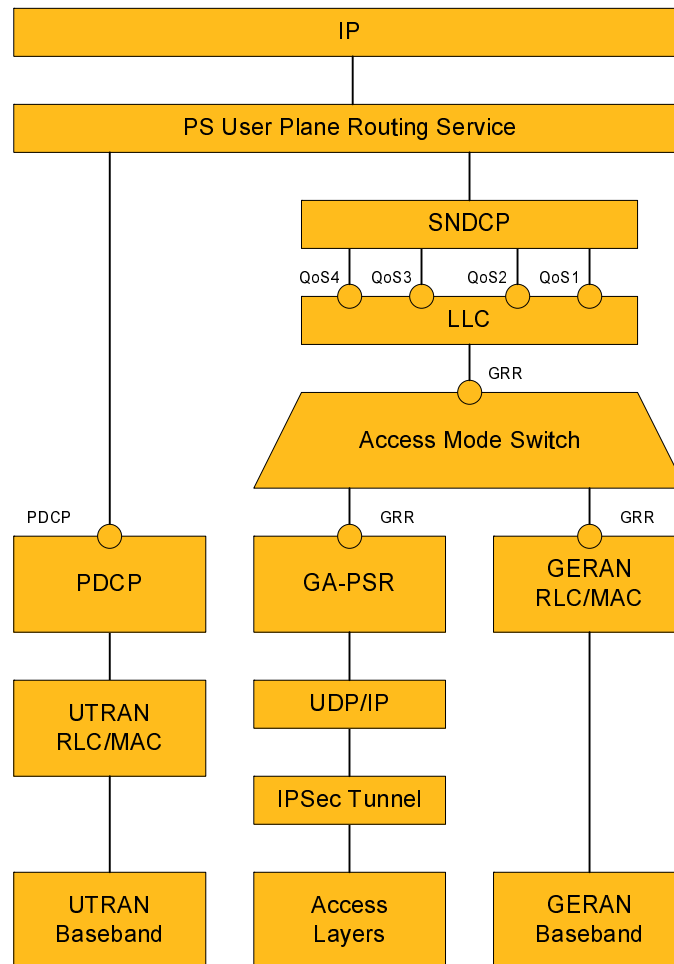 IP
PS User Plane Routing Service
SNDCP
QoS4 QoS3 QoS2 QoS1
LLC
GRR
Access Mode Switch
PDCP GRR GRR
PDCP
GA-PSR
GERAN
RLC/MAC
UTRAN
RLC/MAC
UDP/IP
IPSec Tunnel
UTRAN
Baseband
Access
Layers
GERAN
Baseband